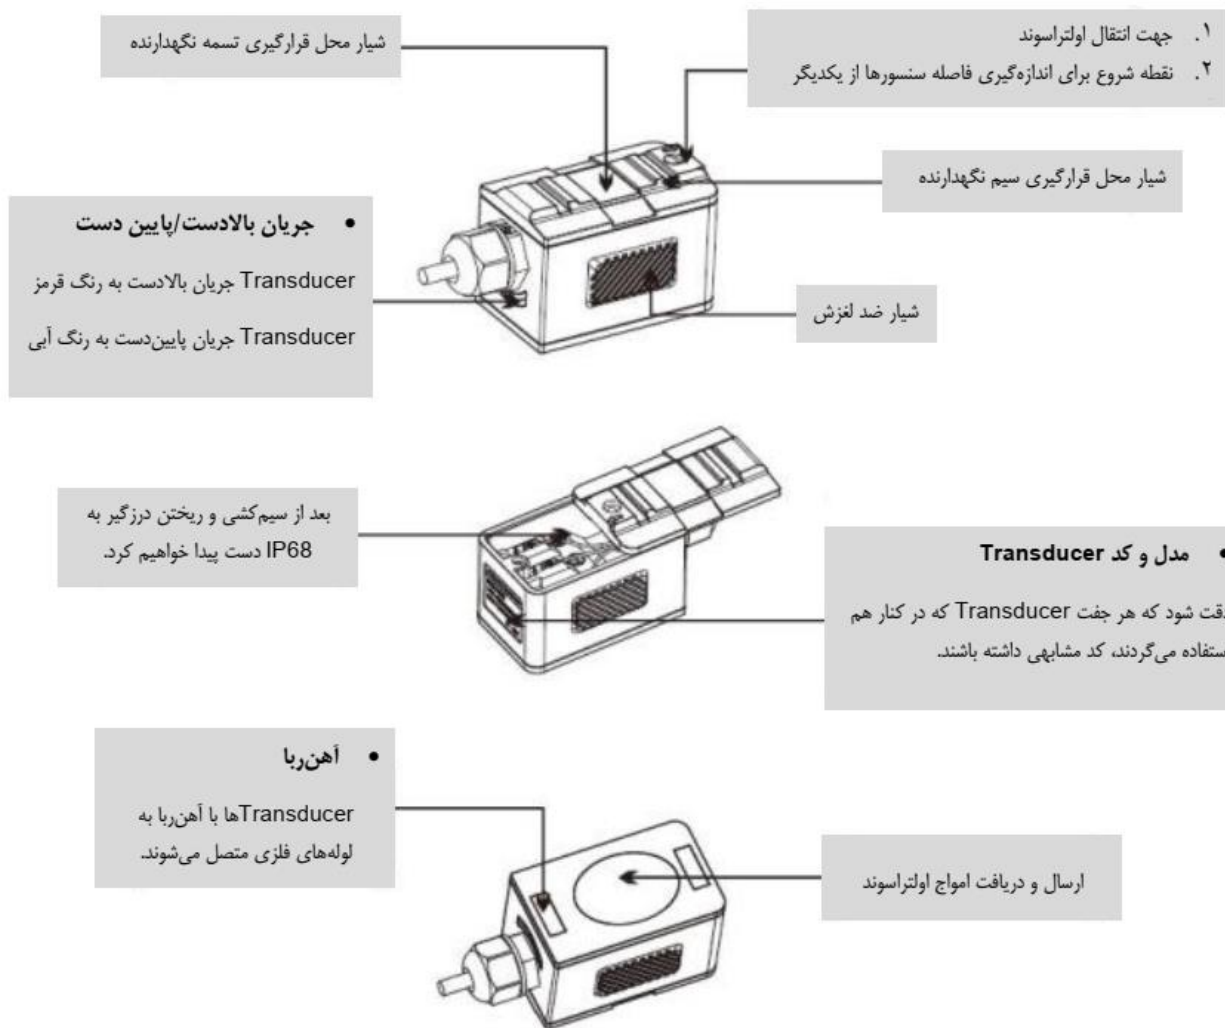 شیار محل قرارگیری تسمه نگهدارنده
۱. جهت انتقال اولتراسوند
۲. نقطه شروع برای اندازه‌گیری فاصله سنسورها از یکدیگر
شیار محل قرارگیری سیم نگهدارنده
• جریان بالادست/پایین دست
Transducer جریان بالادست به رنگ قرمز
Transducer جریان پایین‌دست به رنگ آبی
شیار ضد لغزش
بعد از سیم‌کشی و ریختن درزگیر به
IP68 دست پیدا خواهیم کرد.
• مدل و کد Transducer
دقت شود که هر جفت Transducer که در کنار هم
استفاده می‌گردند، کد مشابهی داشته باشند.
• آهن‌ربا
Transducerها با آهن‌ربا به
لوله‌های فلزی متصل می‌شوند.
ارسال و دریافت امواج اولتراسوند